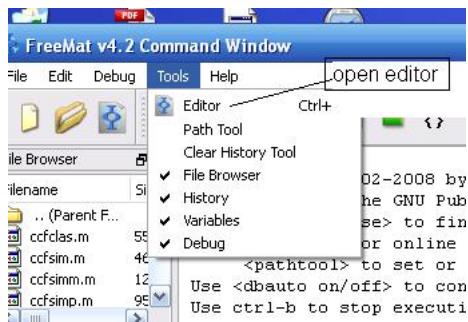 PDF
FreeMat v4.2 Command Window
File Edit Debug Tools Help
open editor
Editor Ctrl+
Path Tool
Clear History Tool
File Browser
History
Variables
Debug
{}
ile Browser
ilename Si
.. (Parent F...
ccfclas.m 55
ccfsim.m 46
ccfsimm.m 12
ccfsimp.m 95
02-2008 by
he GNU Pub
se> to fin
or online
<pathtool> to set or
Use <dbauto on/off> to con
Use ctrl-b to stop executi